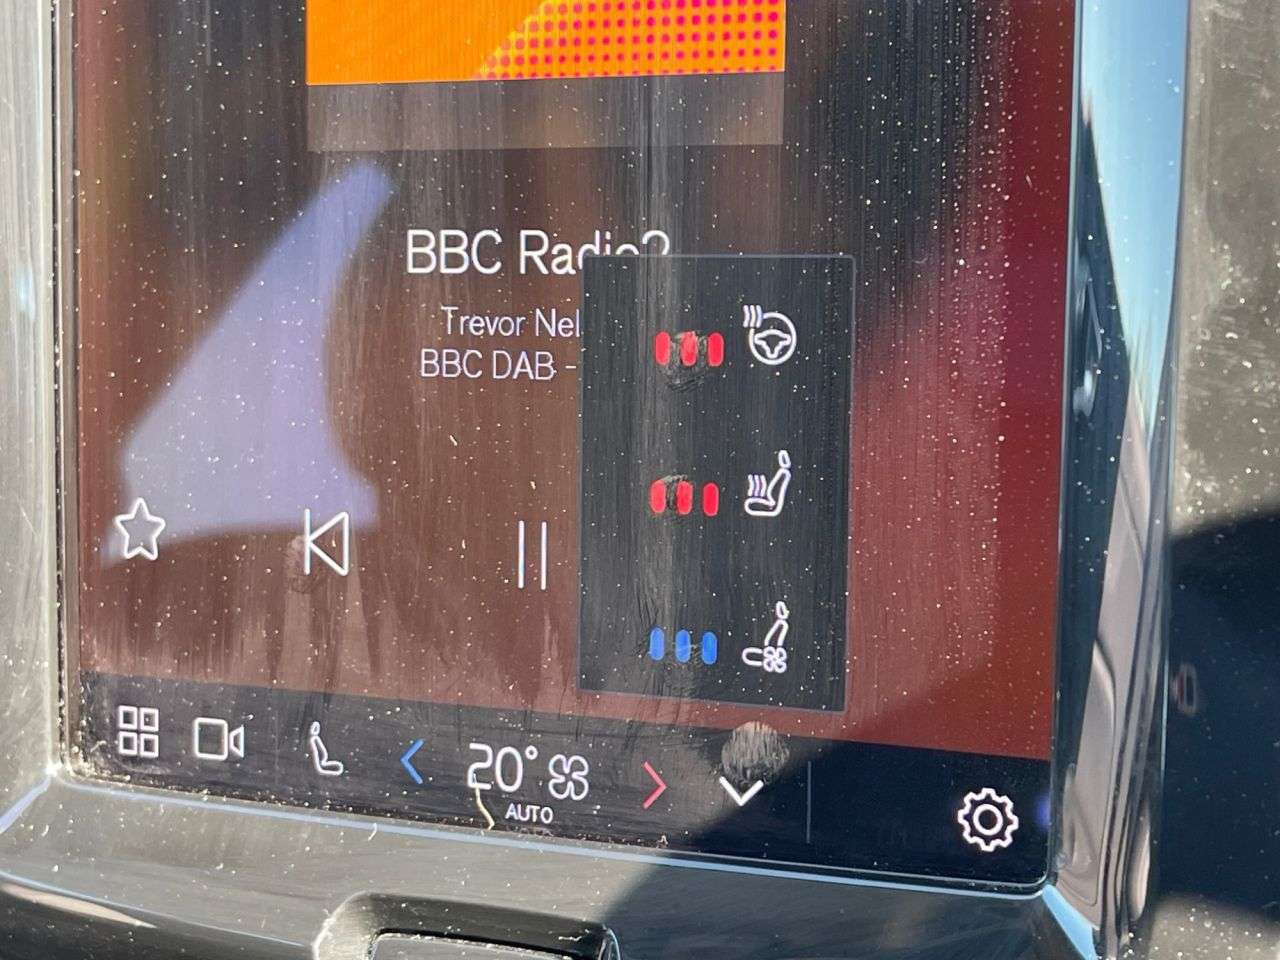 BBC Radio2
Trevor Nel
BBC DAB -
20°
AUTO